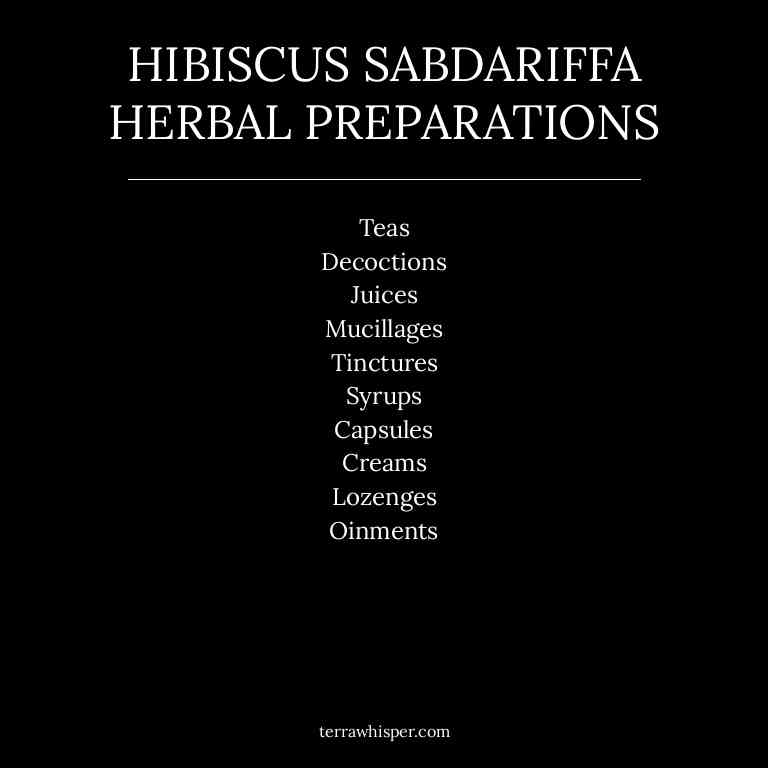 HIBISCUS SABDARIFFA
HERBAL PREPARATIONS
Teas
Decoctions
Juices
Mucillages
Tinctures
Syrups
Capsules
Creams
Lozenges
Oinments
terrawhisper.com